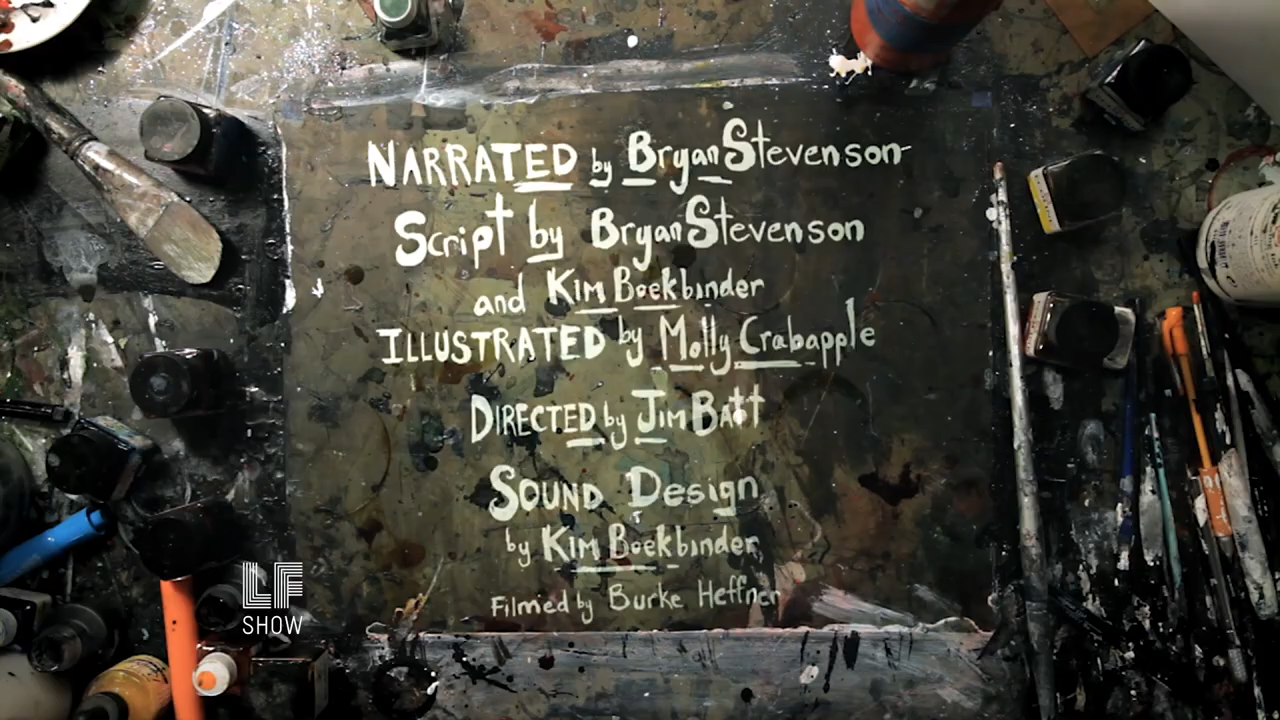 NARRATED by Bryan Stevenson
Script by Bryan Stevenson
and Kim Boekbinder
ILLUSTRATED by Molly Crabapple
DIRECTED by Jim Batt
SOUND Design
by Kim Boekbinder
Filmed by Burke Heffner
LF
SHOW